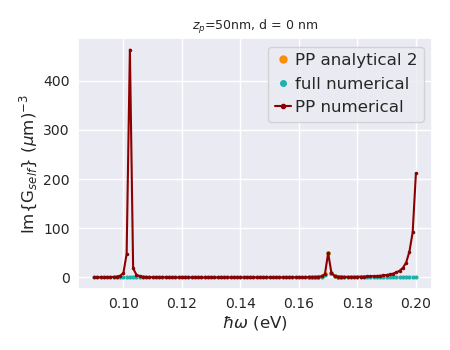 z_p=50nm, d = 0 nm
PP analytical 2
full numerical
PP numerical
Im{G_self} (μm)^−3
400
300
200
100
0
0.10 0.12 0.14 0.16 0.18 0.20
ℏω (eV)